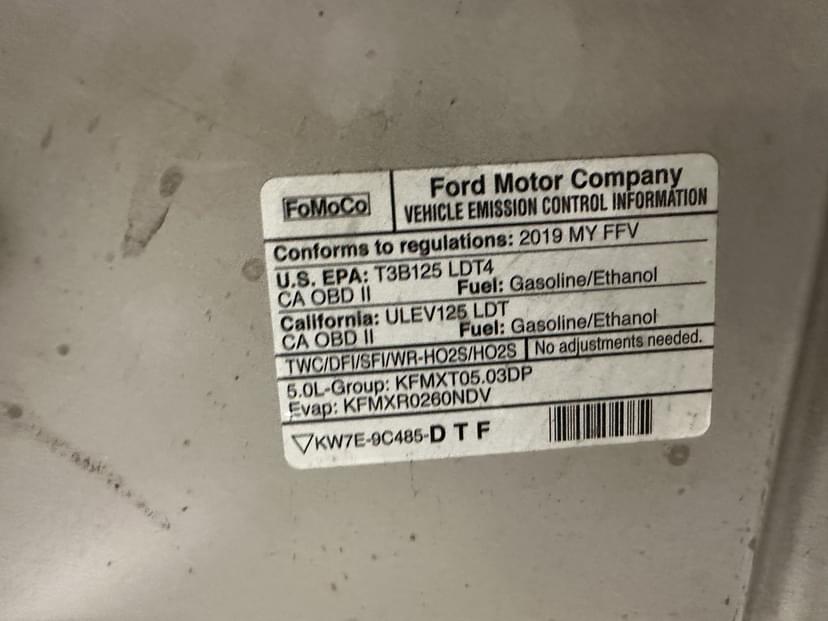 FoMoCo
Ford Motor Company
VEHICLE EMISSION CONTROL INFORMATION
Conforms to regulations: 2019 MY FFV
U.S. EPA: T3B125 LDT4
CA OBD II Fuel: Gasoline/Ethanol
California: ULEV125 LDT
CA OBD II Fuel: Gasoline/Ethanol
TWC/DFI/SFI/WR-HO2S/HO2S No adjustments needed.
5.0L-Group: KFMXT05.03DP
Evap: KFMXR0260NDV
KW7E-9C485-D T F